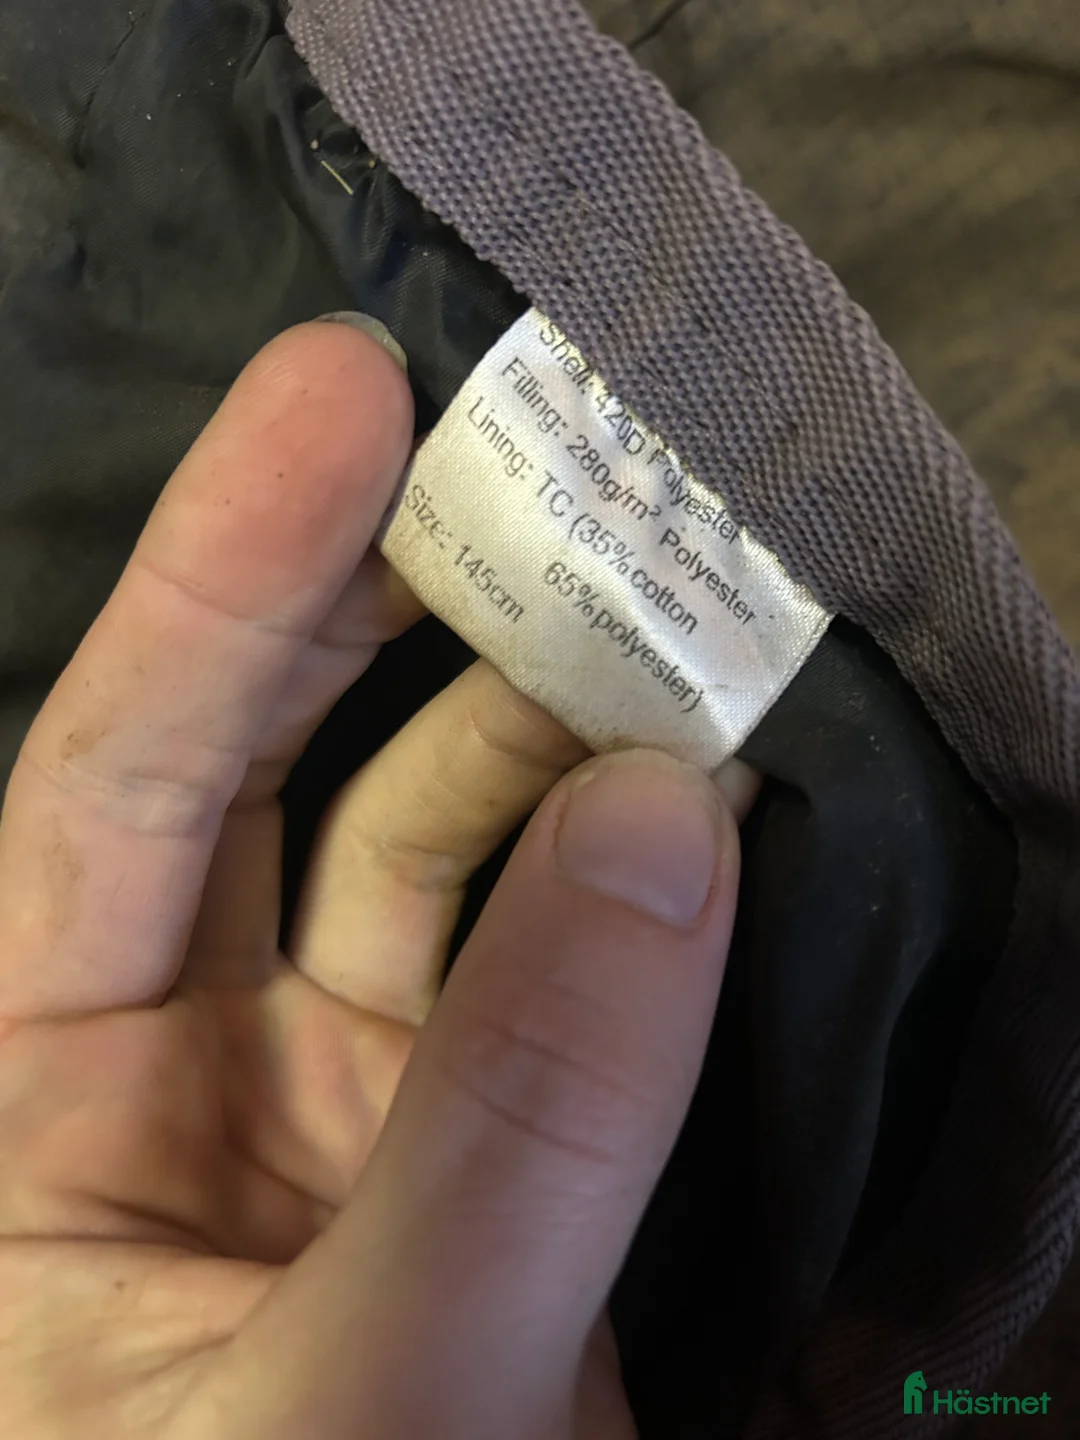 Shell: 420D Polyester
Filling: 280g/m² Polyester
Lining: TC (35%cotton
65%polyester)
Size: 145cm
Hästnet